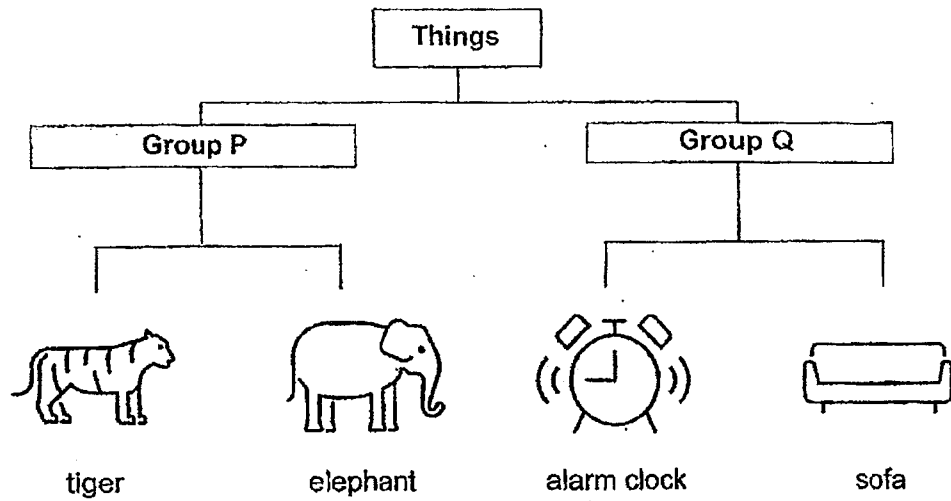 Things
Group P
Group Q
tiger
elephant
alarm clock
sofa